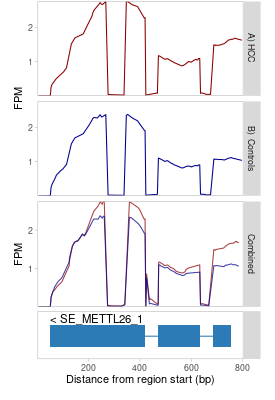 2
1
FPM
A) HCC
2
1
B) Controls
2
1
FPM
Combined
< SE_METTL26_1
200 400 600 800
Distance from region start (bp)